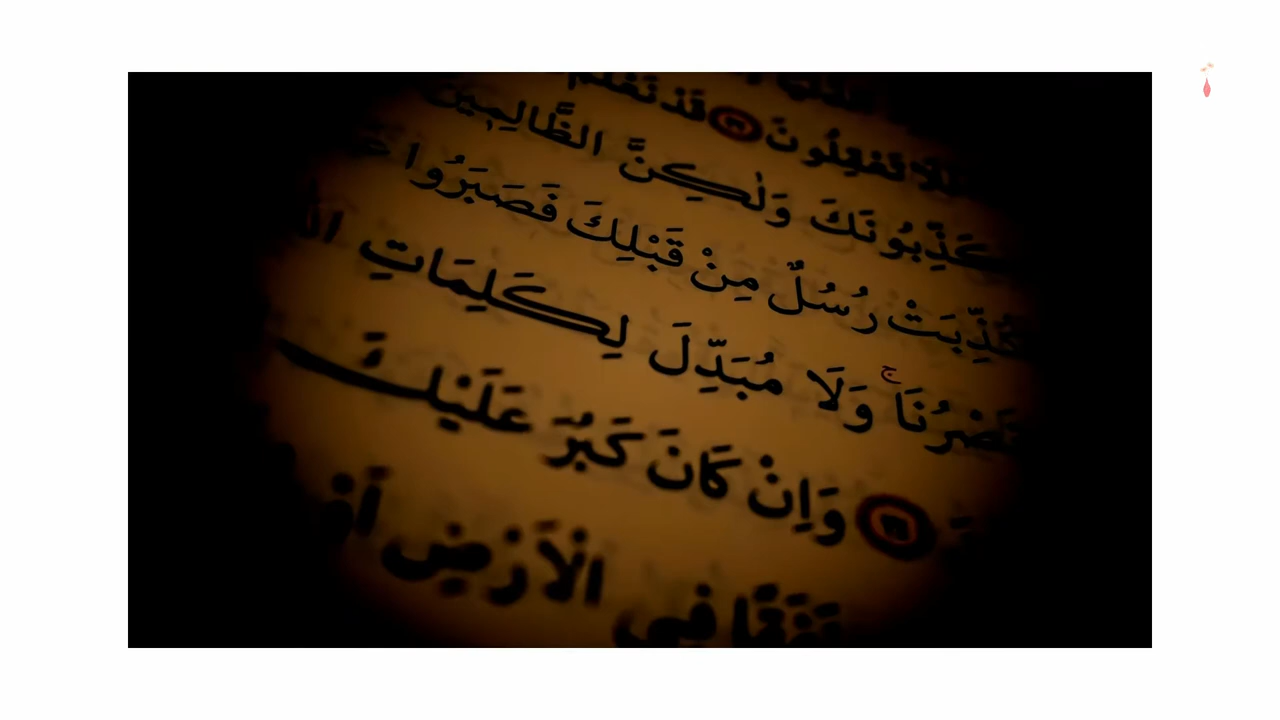 تَعْقِلُونَ قَدْ نَعْلَمُ
يُكَذِّبُونَكَ وَلٰكِنَّ الظَّالِمِينَ
كُذِّبَتْ رُسُلٌ مِنْ قَبْلِكَ فَصَبَرُوا
نَصْرُنَا ج وَلَا مُبَدِّلَ لِكَلِمَاتِ
وَاِنْ كَانَ كَبُرَ عَلَيْكَ
فِي الْاَرْضِ اَوْ